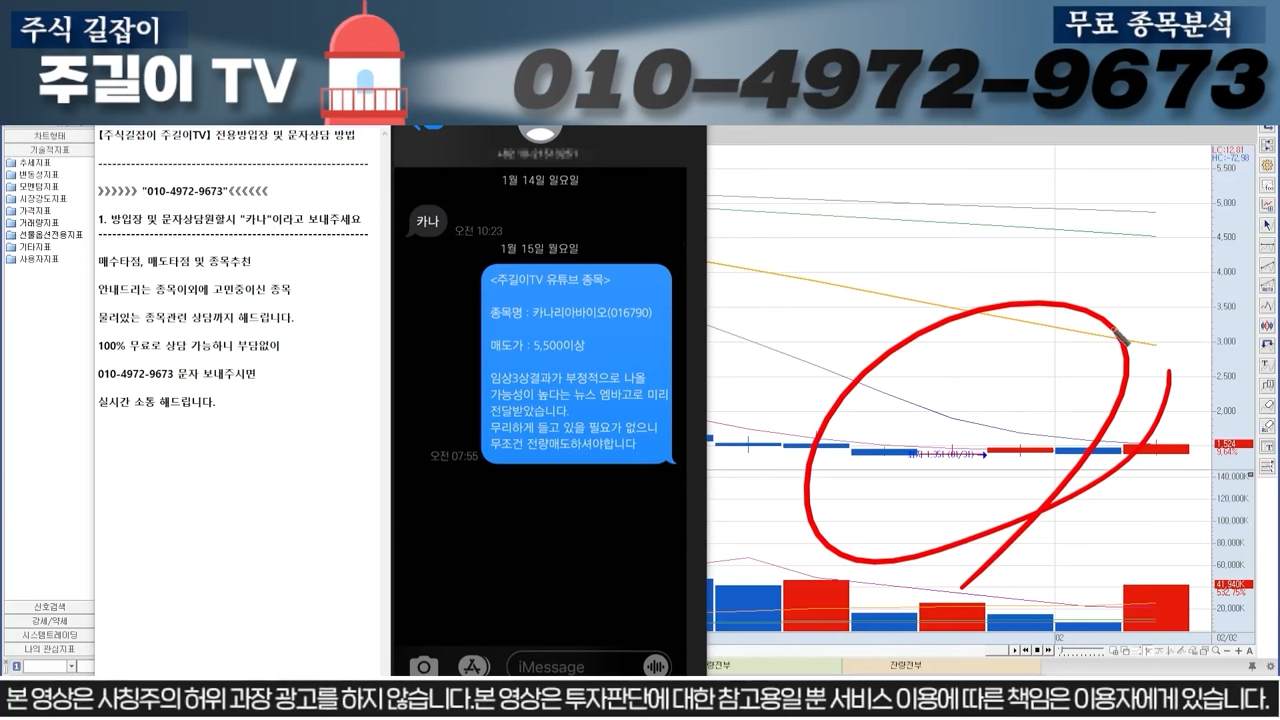 주식 길잡이
주길이 TV
무료 종목분석
010-4972-9673
차트형태
기술적지표
추세지표
변동성지표
모멘텀지표
시장강도지표
가격지표
거래량지표
선물옵션전용지표
기타지표
사용자지표
신호검색
강세/약세
시스템트레이딩
나의 관심지표
【주식길잡이 주길이TV】 전용방입장 및 문자상담 방법
》》》》》》 "010-4972-9673"《《《《《《
1. 방입장 및 문자상담원할시 "카나"이라고 보내주세요
매수타점, 매도타점 및 종목추천
안내드리는 종목이외에 고민중이신 종목
물려있는 종목관련 상담까지 해드립니다.
100% 무료로 상담 가능하니 부담없이
010-4972-9673 문자 보내주시면
실시간 소통 해드립니다.
1월 14일 일요일
카나
오전 10:23
1월 15일 월요일
<주길이TV 유튜브 종목>
종목명 : 카나리아바이오(016790)
매도가 : 5,500이상
임상3상결과가 부정적으로 나올
가능성이 높다는 뉴스 엠바고로 미리
전달받았습니다.
무리하게 들고 있을 필요가 없으니
무조건 전량매도하셔야합니다
오전 07:55
iMessage
LC:12,81
HC:-72,98
5,500
5,000
4,500
4,000
3,500
3,000
2,500
2,000
1,524
9,64%
1,351 (01/31)
140,000K
120,000K
100,000K
80,000K
60,000K
41,940K
532,75%
20,000K
02
02/02
잔량전부
본 영상은 사칭주의 허위 과장 광고를 하지 않습니다.본 영상은 투자판단에 대한 참고용일 뿐 서비스 이용에 따른 책임은 이용자에게 있습니다.